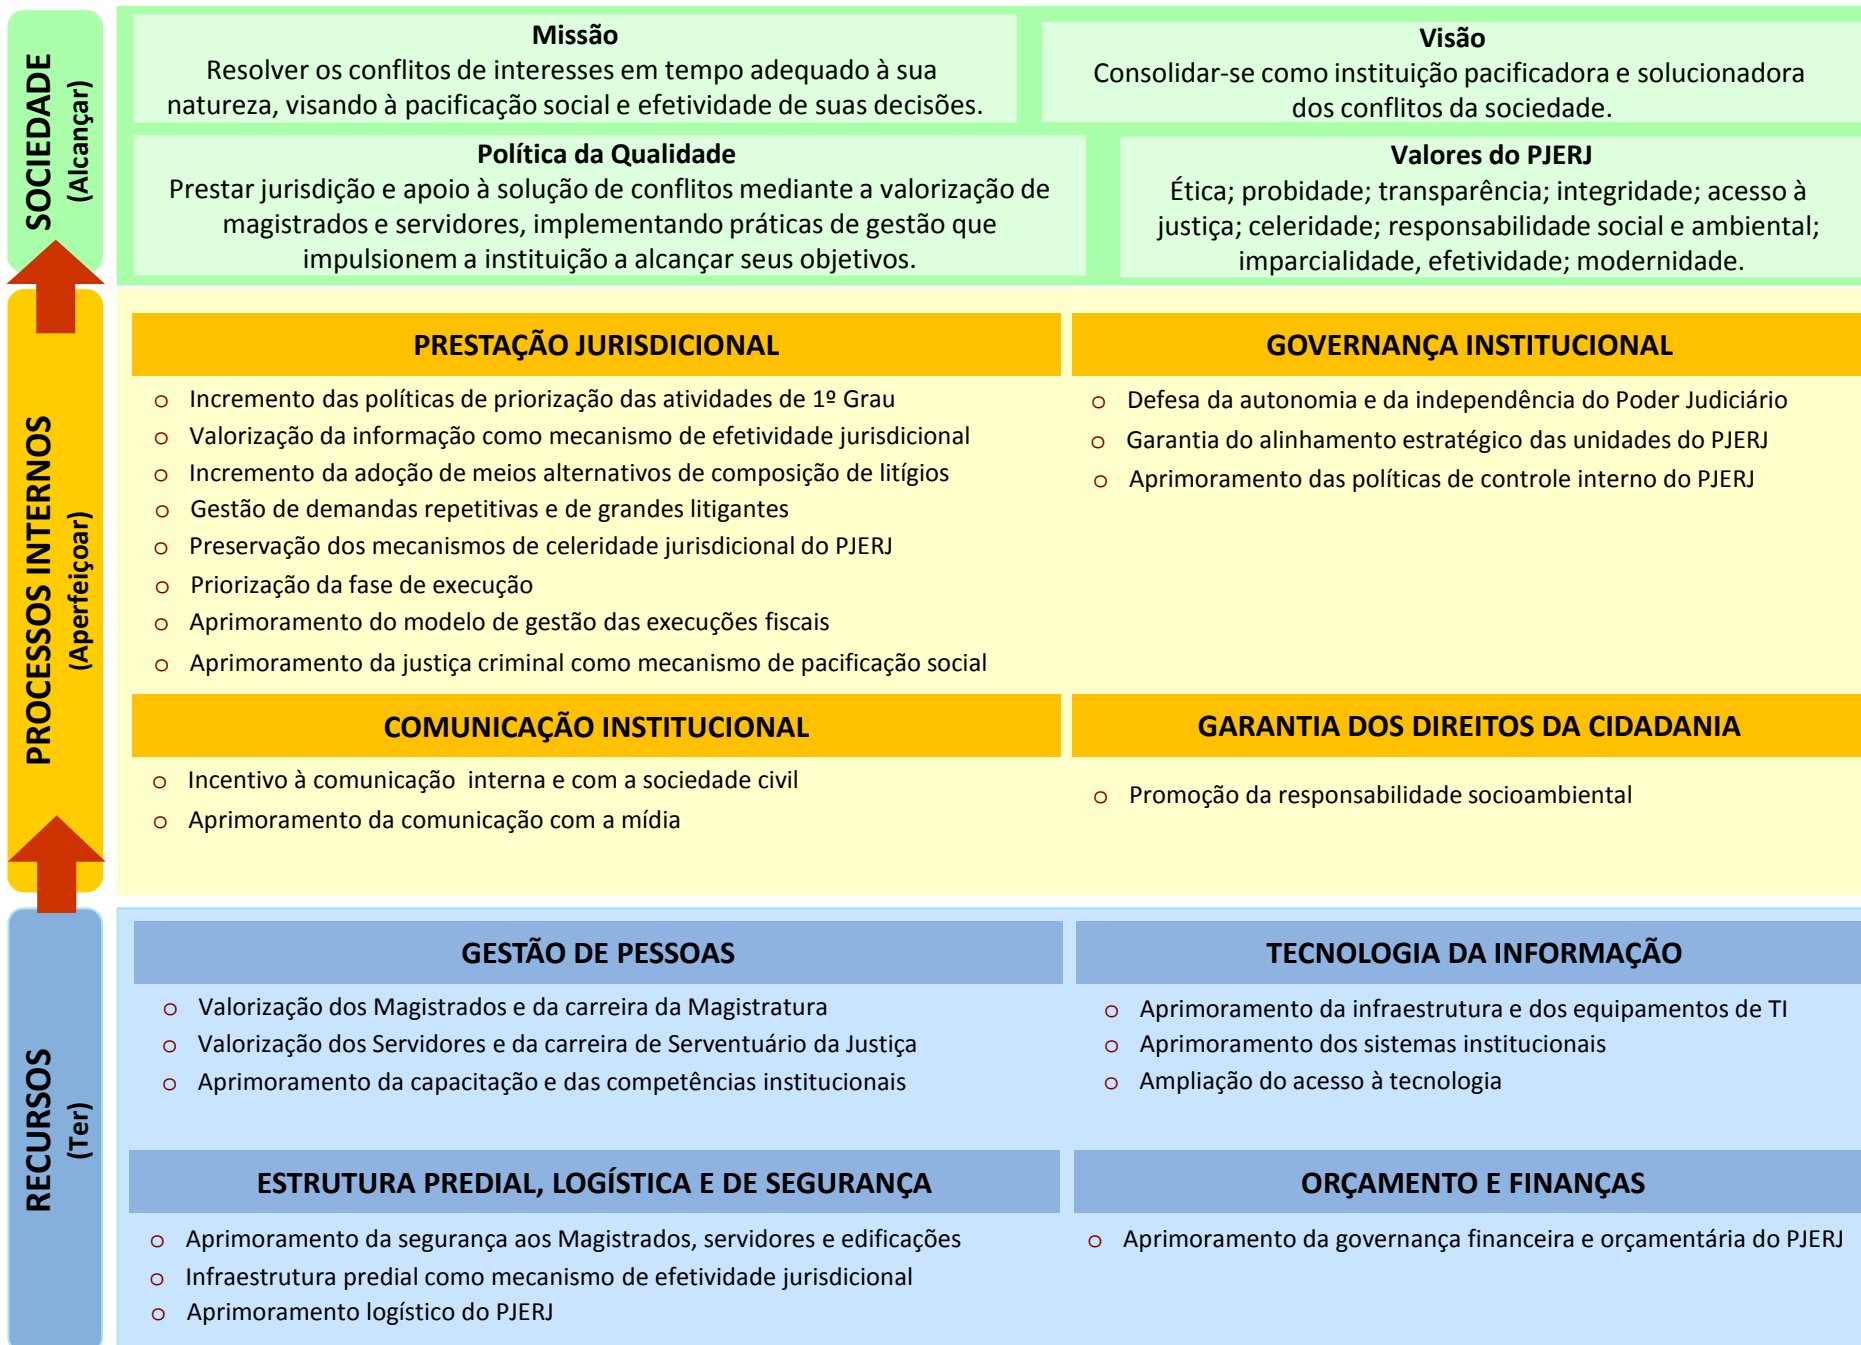 SOCIEDADE
(Alcançar)
Missão
Resolver os conflitos de interesses em tempo adequado à sua
natureza, visando à pacificação social e efetividade de suas decisões.
Visão
Consolidar-se como instituição pacificadora e solucionadora
dos conflitos da sociedade.
Política da Qualidade
Prestar jurisdição e apoio à solução de conflitos mediante a valorização de
magistrados e servidores, implementando práticas de gestão que
impulsionem a instituição a alcançar seus objetivos.
Valores do PJERJ
Ética; probidade; transparência; integridade; acesso à
justiça; celeridade; responsabilidade social e ambiental;
imparcialidade, efetividade; modernidade.
PROCESSOS INTERNOS
(Aperfeiçoar)
PRESTAÇÃO JURISDICIONAL
o Incremento das políticas de priorização das atividades de 1º Grau
o Valorização da informação como mecanismo de efetividade jurisdicional
o Incremento da adoção de meios alternativos de composição de litígios
o Gestão de demandas repetitivas e de grandes litigantes
o Preservação dos mecanismos de celeridade jurisdicional do PJERJ
o Priorização da fase de execução
o Aprimoramento do modelo de gestão das execuções fiscais
o Aprimoramento da justiça criminal como mecanismo de pacificação social
GOVERNANÇA INSTITUCIONAL
o Defesa da autonomia e da independência do Poder Judiciário
o Garantia do alinhamento estratégico das unidades do PJERJ
o Aprimoramento das políticas de controle interno do PJERJ
COMUNICAÇÃO INSTITUCIONAL
o Incentivo à comunicação interna e com a sociedade civil
o Aprimoramento da comunicação com a mídia
GARANTIA DOS DIREITOS DA CIDADANIA
o Promoção da responsabilidade socioambiental
RECURSOS
(Ter)
GESTÃO DE PESSOAS
o Valorização dos Magistrados e da carreira da Magistratura
o Valorização dos Servidores e da carreira de Serventuário da Justiça
o Aprimoramento da capacitação e das competências institucionais
TECNOLOGIA DA INFORMAÇÃO
o Aprimoramento da infraestrutura e dos equipamentos de TI
o Aprimoramento dos sistemas institucionais
o Ampliação do acesso à tecnologia
ESTRUTURA PREDIAL, LOGÍSTICA E DE SEGURANÇA
o Aprimoramento da segurança aos Magistrados, servidores e edificações
o Infraestrutura predial como mecanismo de efetividade jurisdicional
o Aprimoramento logístico do PJERJ
ORÇAMENTO E FINANÇAS
o Aprimoramento da governança financeira e orçamentária do PJERJ